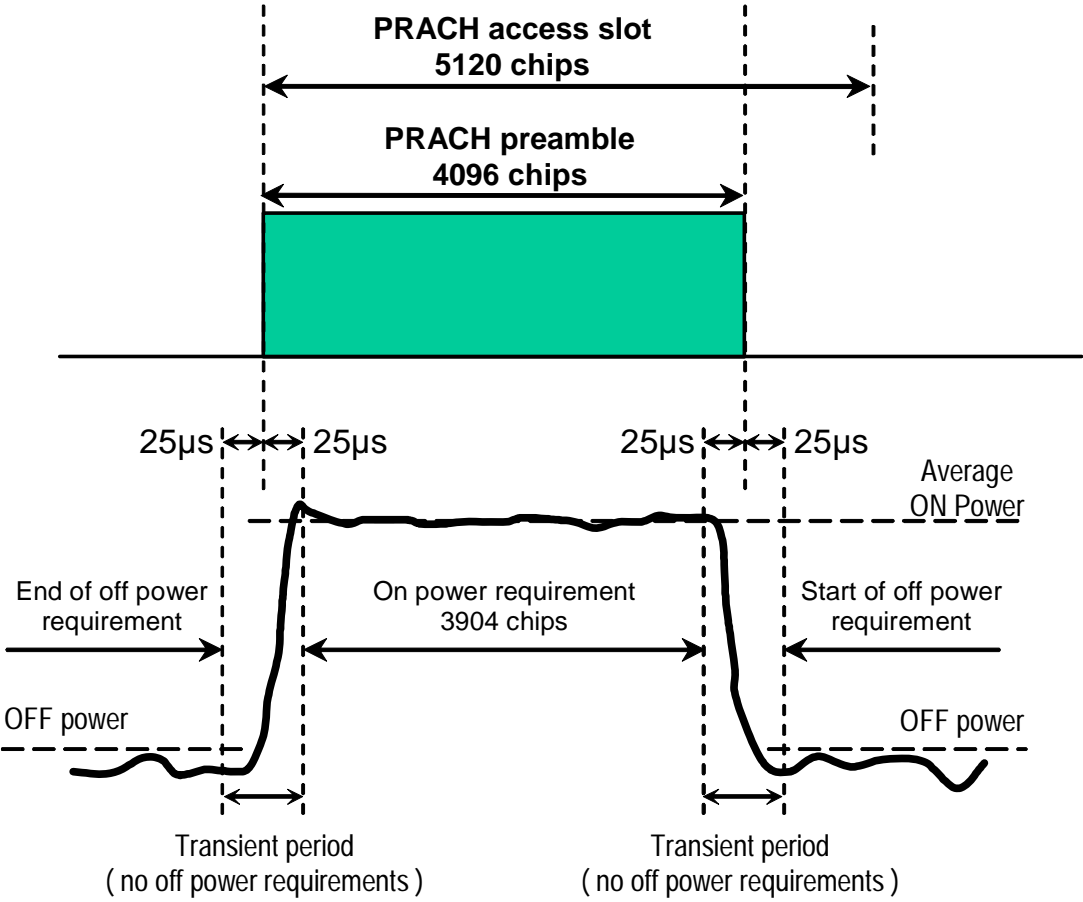 PRACH access slot
5120 chips
PRACH preamble
4096 chips
25µs
25µs
25µs
25µs
Average
ON Power
End of off power
requirement
On power requirement
3904 chips
Start of off power
requirement
OFF power
OFF power
Transient period
( no off power requirements )
Transient period
( no off power requirements )